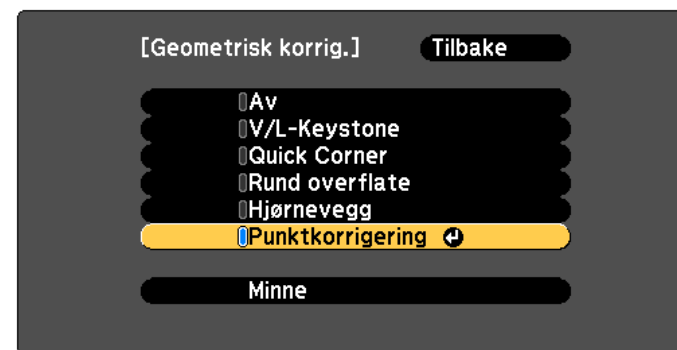 [Geometrisk korrig.] Tilbake
Av
V/L-Keystone
Quick Corner
Rund overflate
Hjørnevegg
Punktkorrigering
Minne